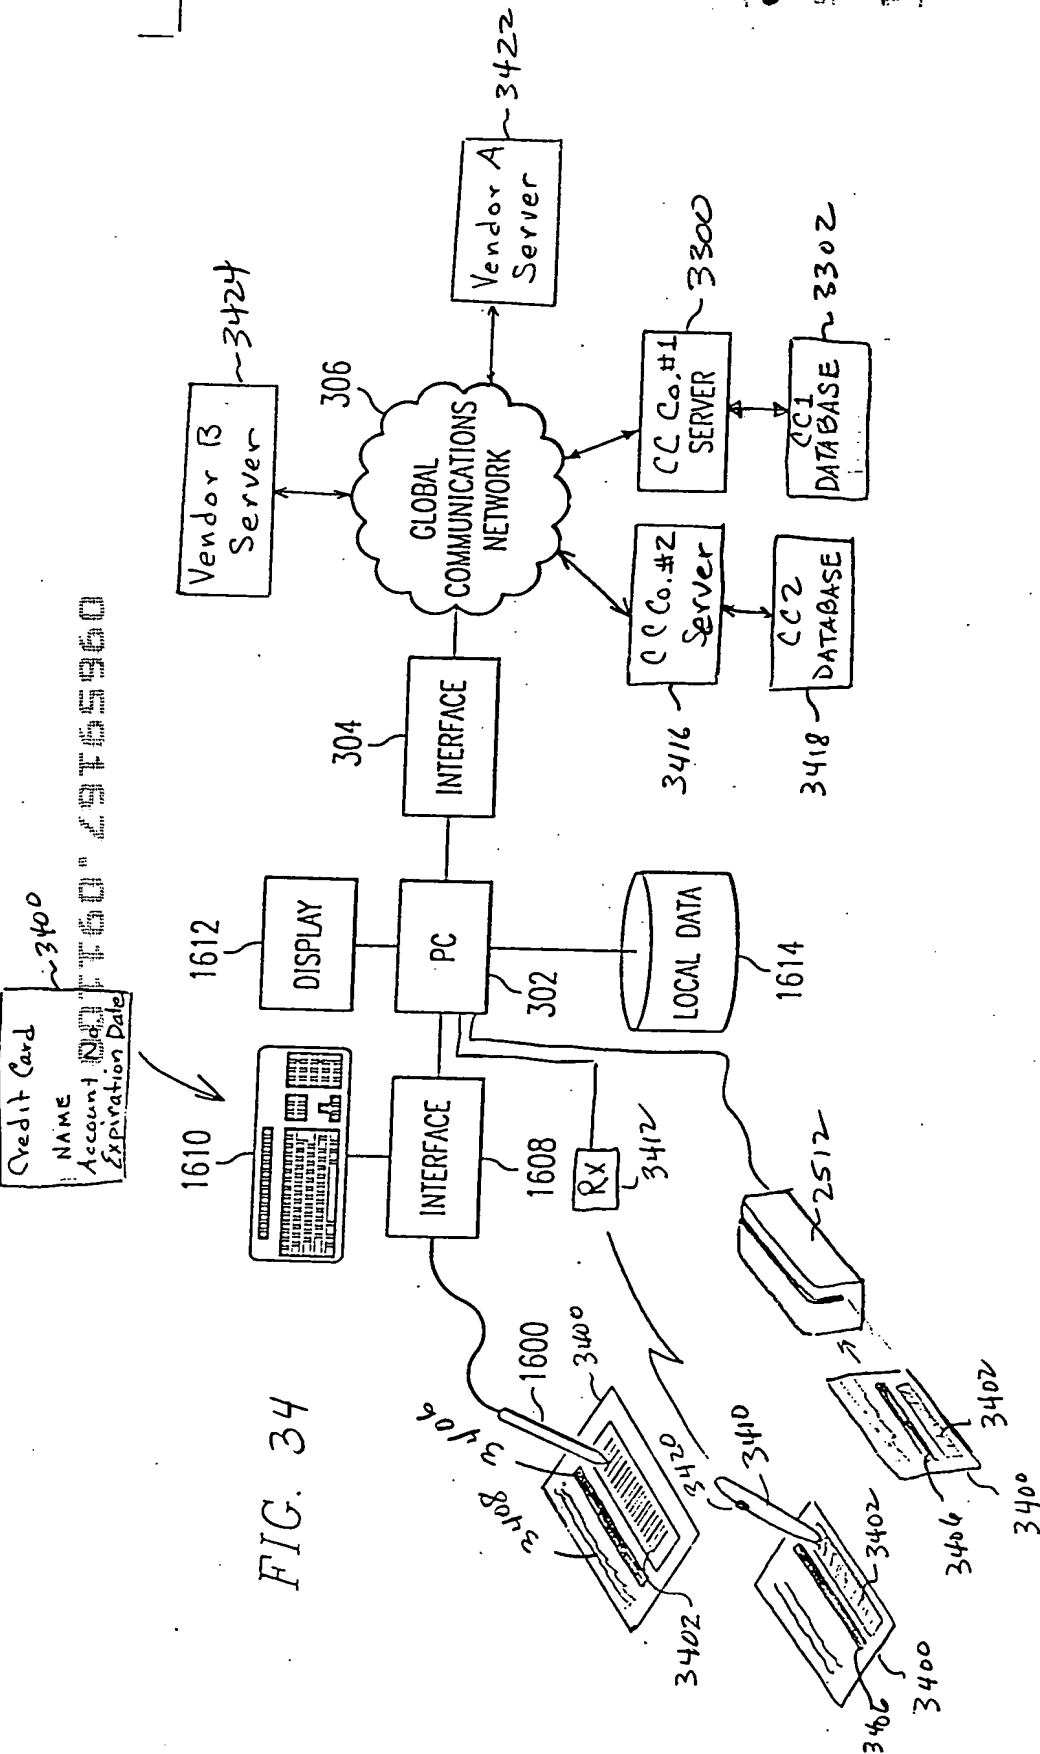 Credit Card
NAME
Account No.
Expiration Date
3400
09659167.091100
FIG. 34
1610
INTERFACE
1608
1612
DISPLAY
PC
302
LOCAL DATA
1614
304
INTERFACE
306
GLOBAL
COMMUNICATIONS
NETWORK
Vendor B
Server
3424
Vendor A
Server
3422
CC Co. #1
SERVER
3300
CC1
DATABASE
3302
CC Co. #2
Server
3416
CC2
DATABASE
3418
Rx
3412
2512
1600
3400
3406
3408
3402
3420
3410
3402
3400
3406
3402
3406
3400